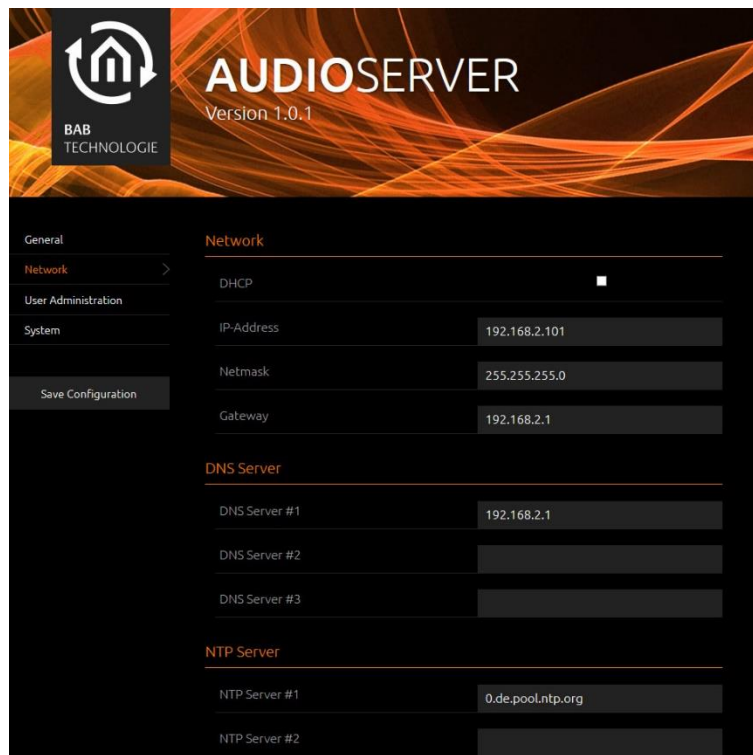 BAB
TECHNOLOGIE
AUDIOSERVER
Version 1.0.1
General
Network
User Administration
System
Save Configuration
Network
DHCP
IP-Address 192.168.2.101
Netmask 255.255.255.0
Gateway 192.168.2.1
DNS Server
DNS Server #1 192.168.2.1
DNS Server #2
DNS Server #3
NTP Server
NTP Server #1 0.de.pool.ntp.org
NTP Server #2